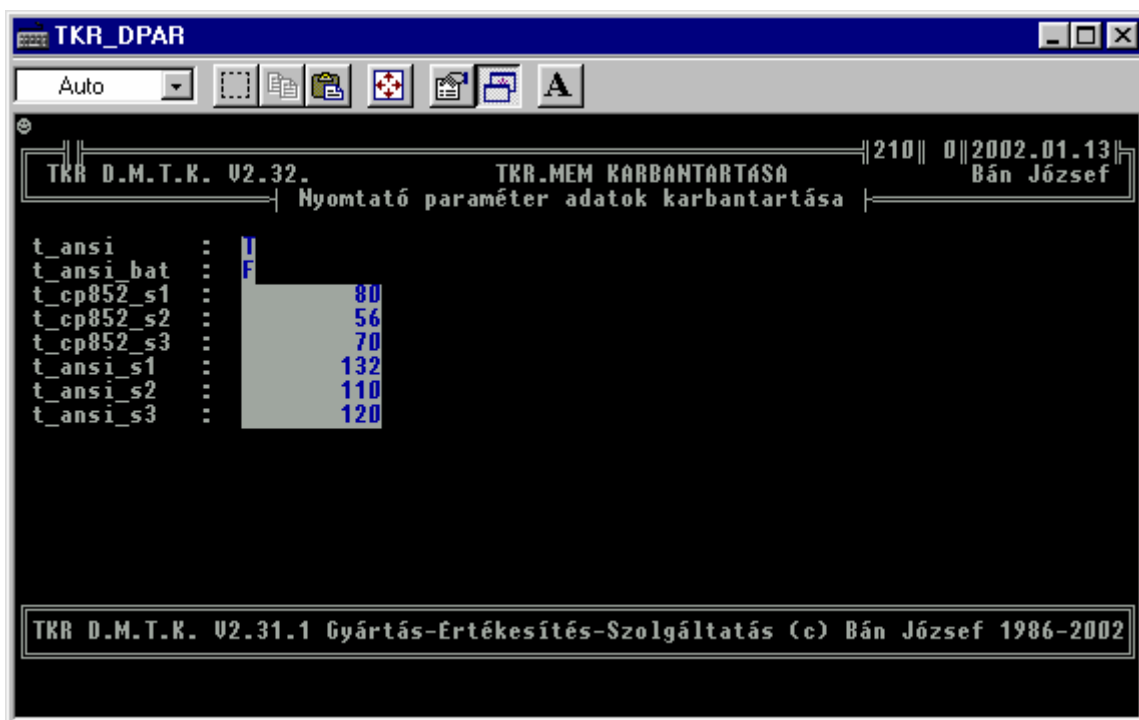 TKR_DPAR
Auto
A
210 0 2002.01.13
TKR D.M.T.K. V2.32. TKR.MEM KARBANTARTáSA Bán József
Nyomtató paraméter adatok karbantartása
t_ansi : T
t_ansi_bat : F
t_cp852_s1 : 80
t_cp852_s2 : 56
t_cp852_s3 : 70
t_ansi_s1 : 132
t_ansi_s2 : 110
t_ansi_s3 : 120
TKR D.M.T.K. V2.31.1 Gyártás-Értékesítés-Szolgáltatás (c) Bán József 1986-2002